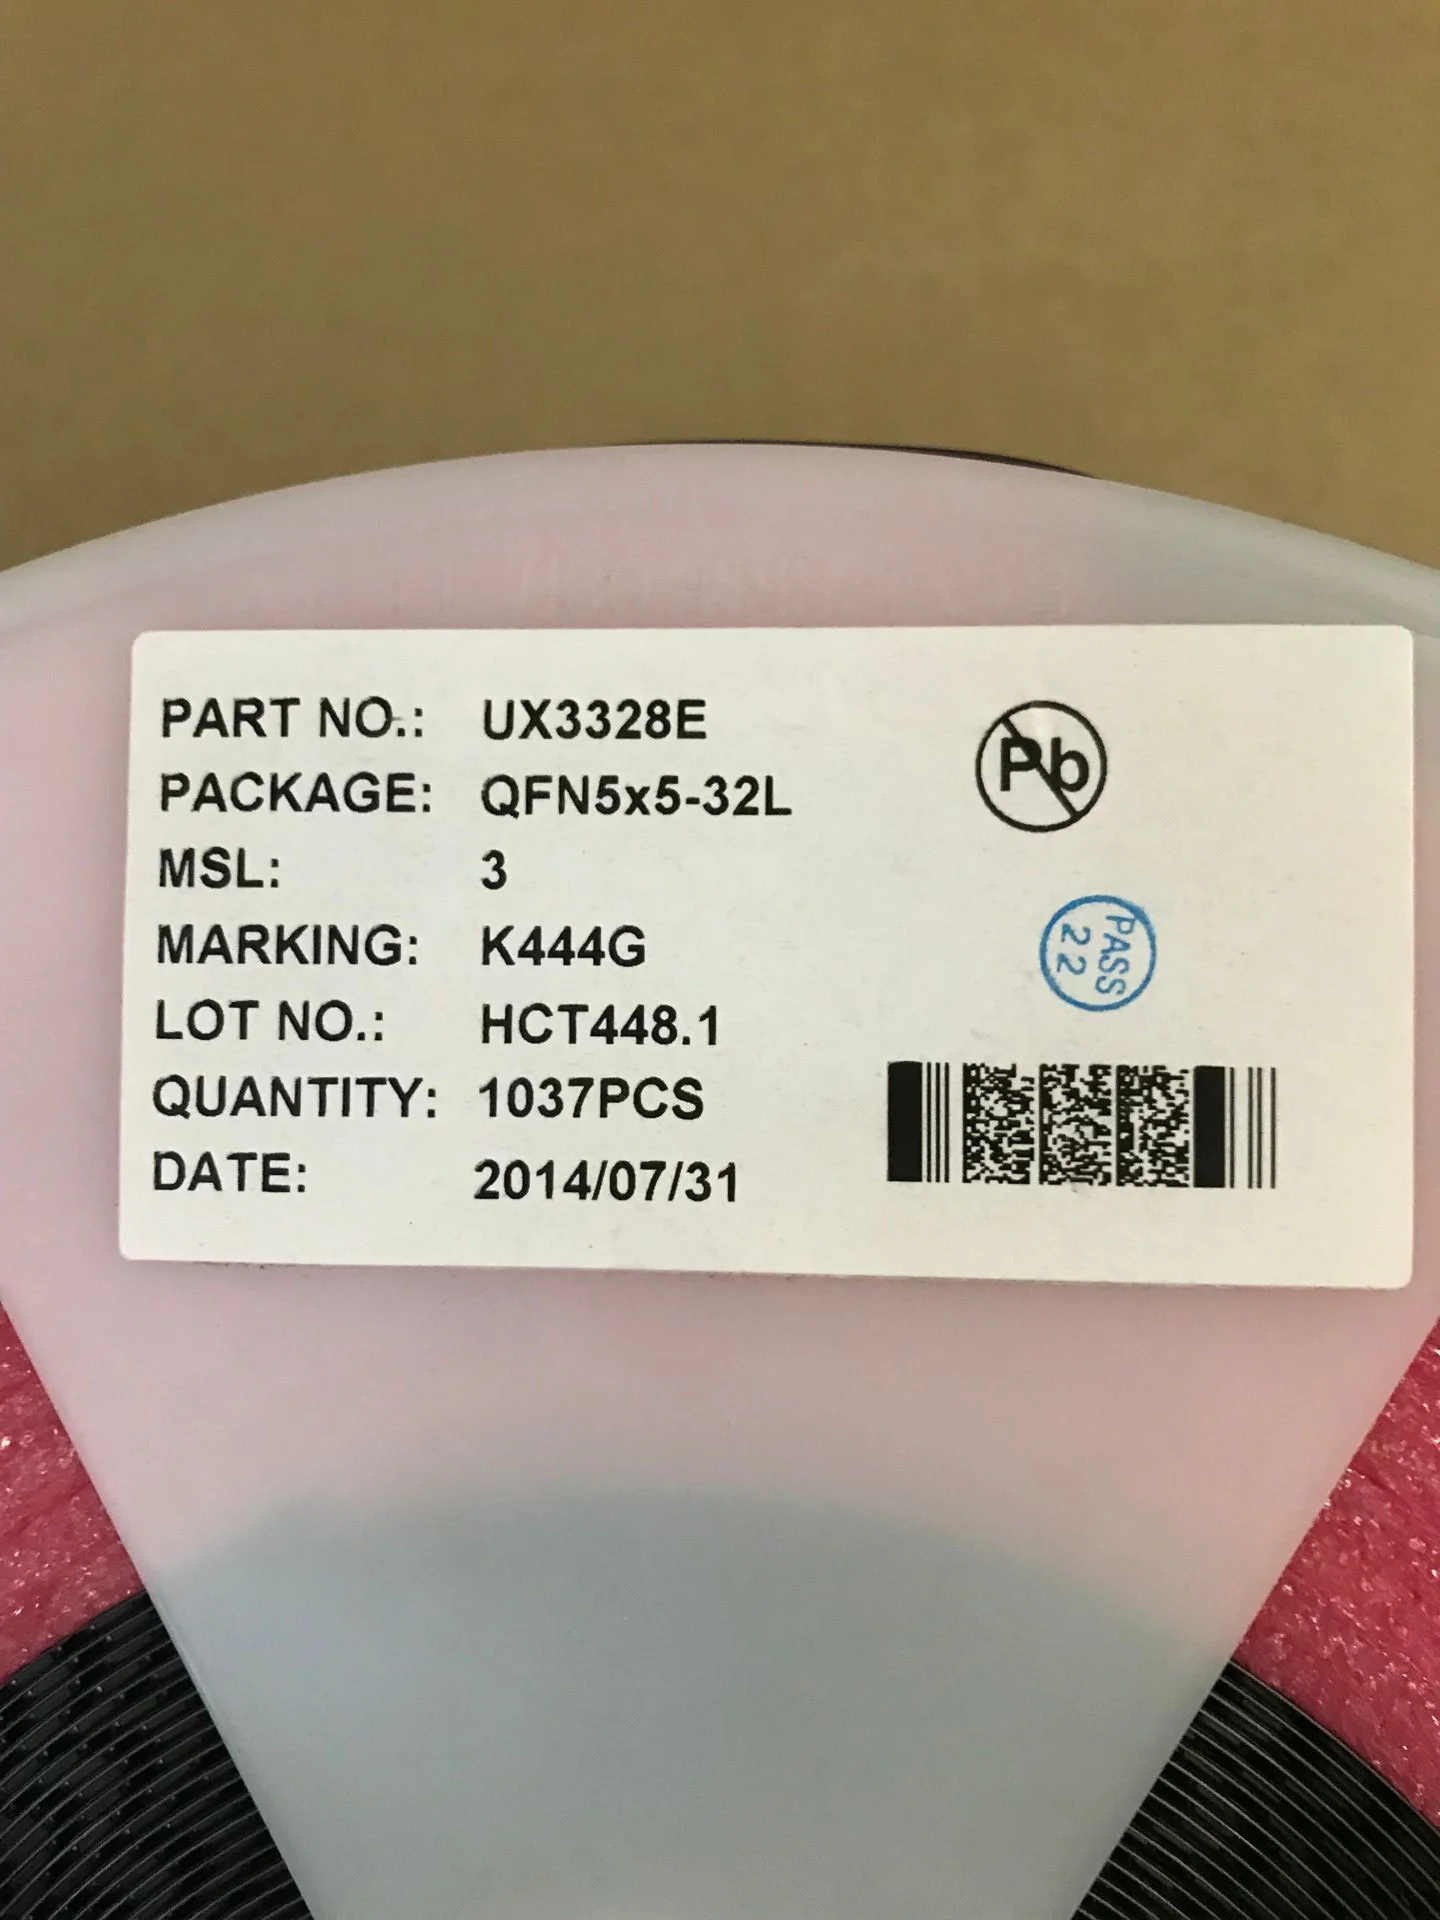 PART NO.: UX3328E
PACKAGE: QFN5x5-32L
MSL: 3
MARKING: K444G
LOT NO.: HCT448.1
QUANTITY: 1037PCS
DATE: 2014/07/31
Pb
PASS
22